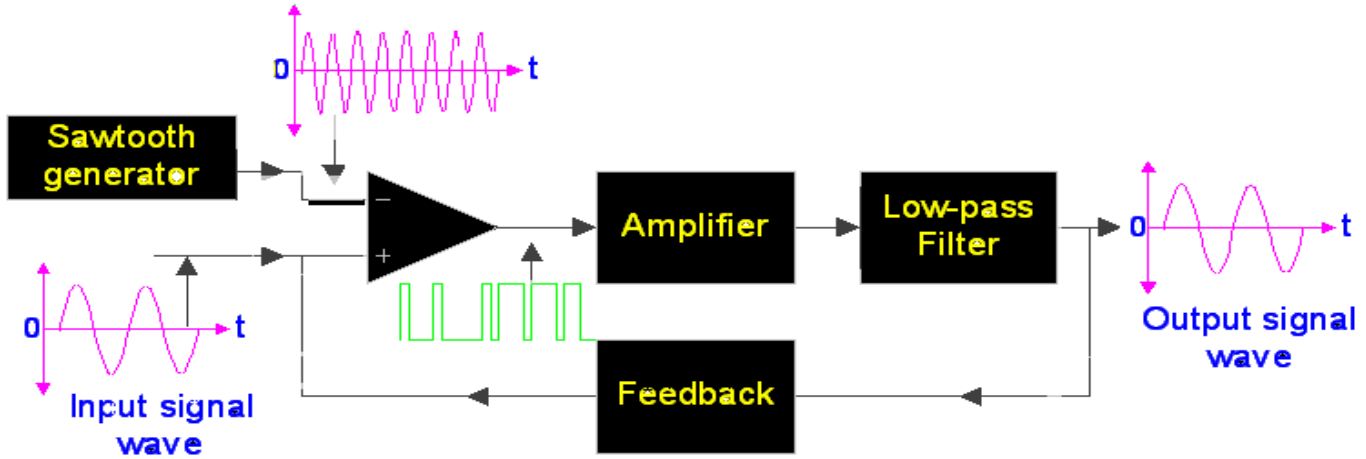 0
t
Sawtooth
generator
−
Amplifier
Low-pass
Filter
0
t
+
0
t
Output signal
wave
Feedback
Input signal
wave